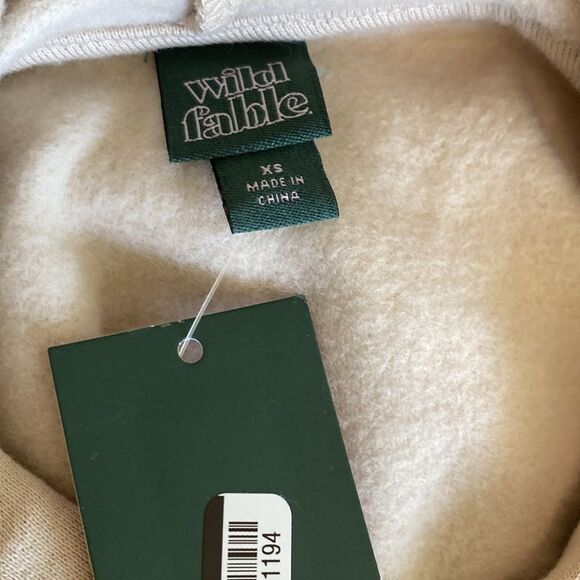 wild
fable.
XS
MADE IN
CHINA
1194